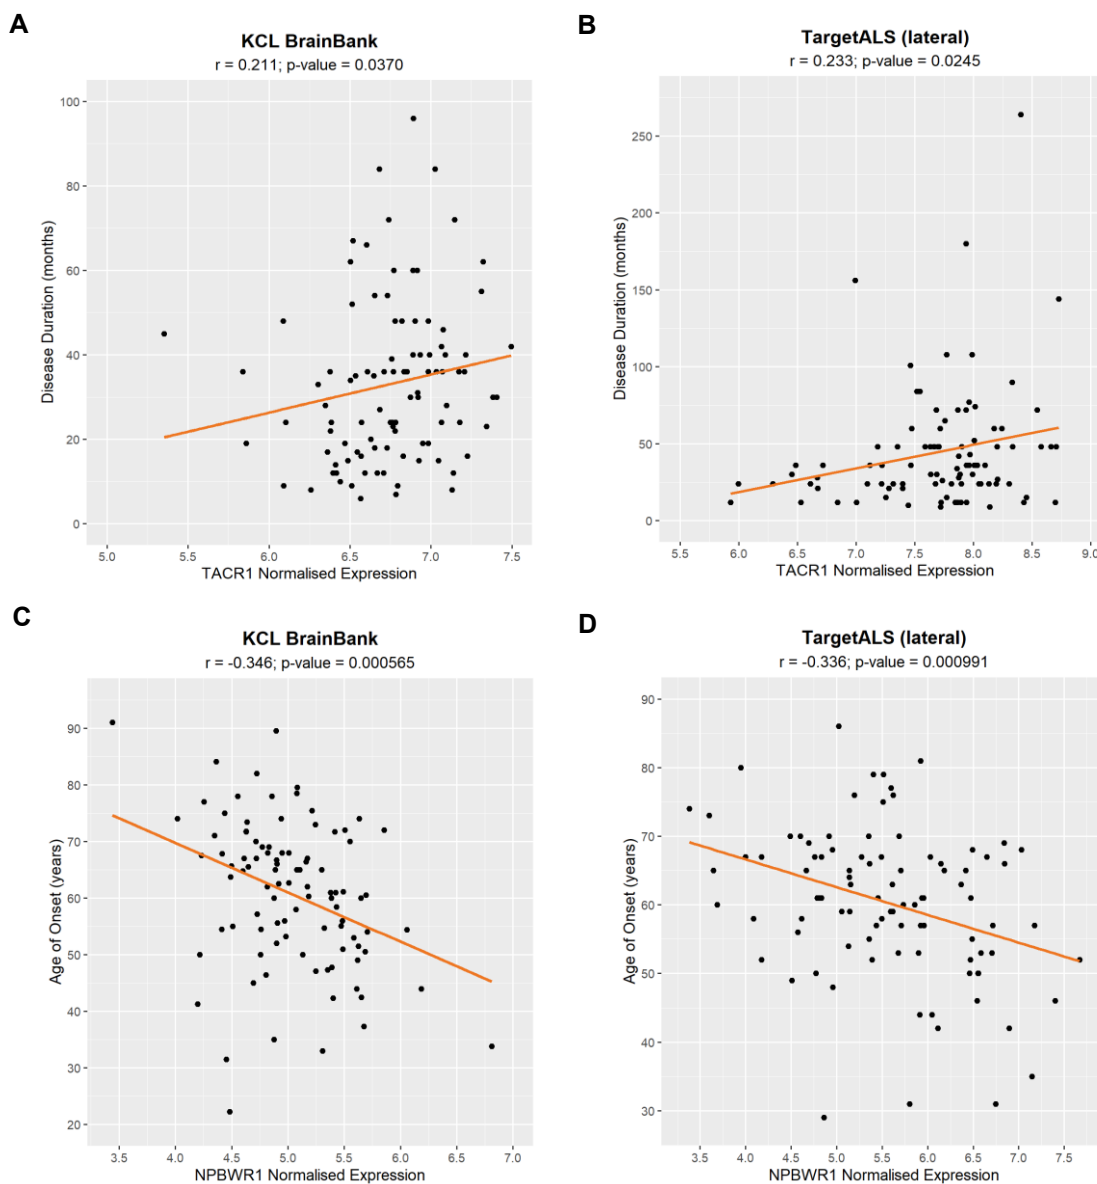 A
KCL BrainBank
r = 0.211; p-value = 0.0370
Disease Duration (months)
100
80
60
40
20
0
5.0 5.5 6.0 6.5 7.0 7.5
TACR1 Normalised Expression
B
TargetALS (lateral)
r = 0.233; p-value = 0.0245
Disease Duration (months)
250
200
150
100
50
0
5.5 6.0 6.5 7.0 7.5 8.0 8.5 9.0
TACR1 Normalised Expression
C
KCL BrainBank
r = -0.346; p-value = 0.000565
Age of Onset (years)
90
80
70
60
50
40
30
20
3.5 4.0 4.5 5.0 5.5 6.0 6.5 7.0
NPBWR1 Normalised Expression
D
TargetALS (lateral)
r = -0.336; p-value = 0.000991
Age of Onset (years)
90
80
70
60
50
40
30
3.5 4.0 4.5 5.0 5.5 6.0 6.5 7.0 7.5
NPBWR1 Normalised Expression